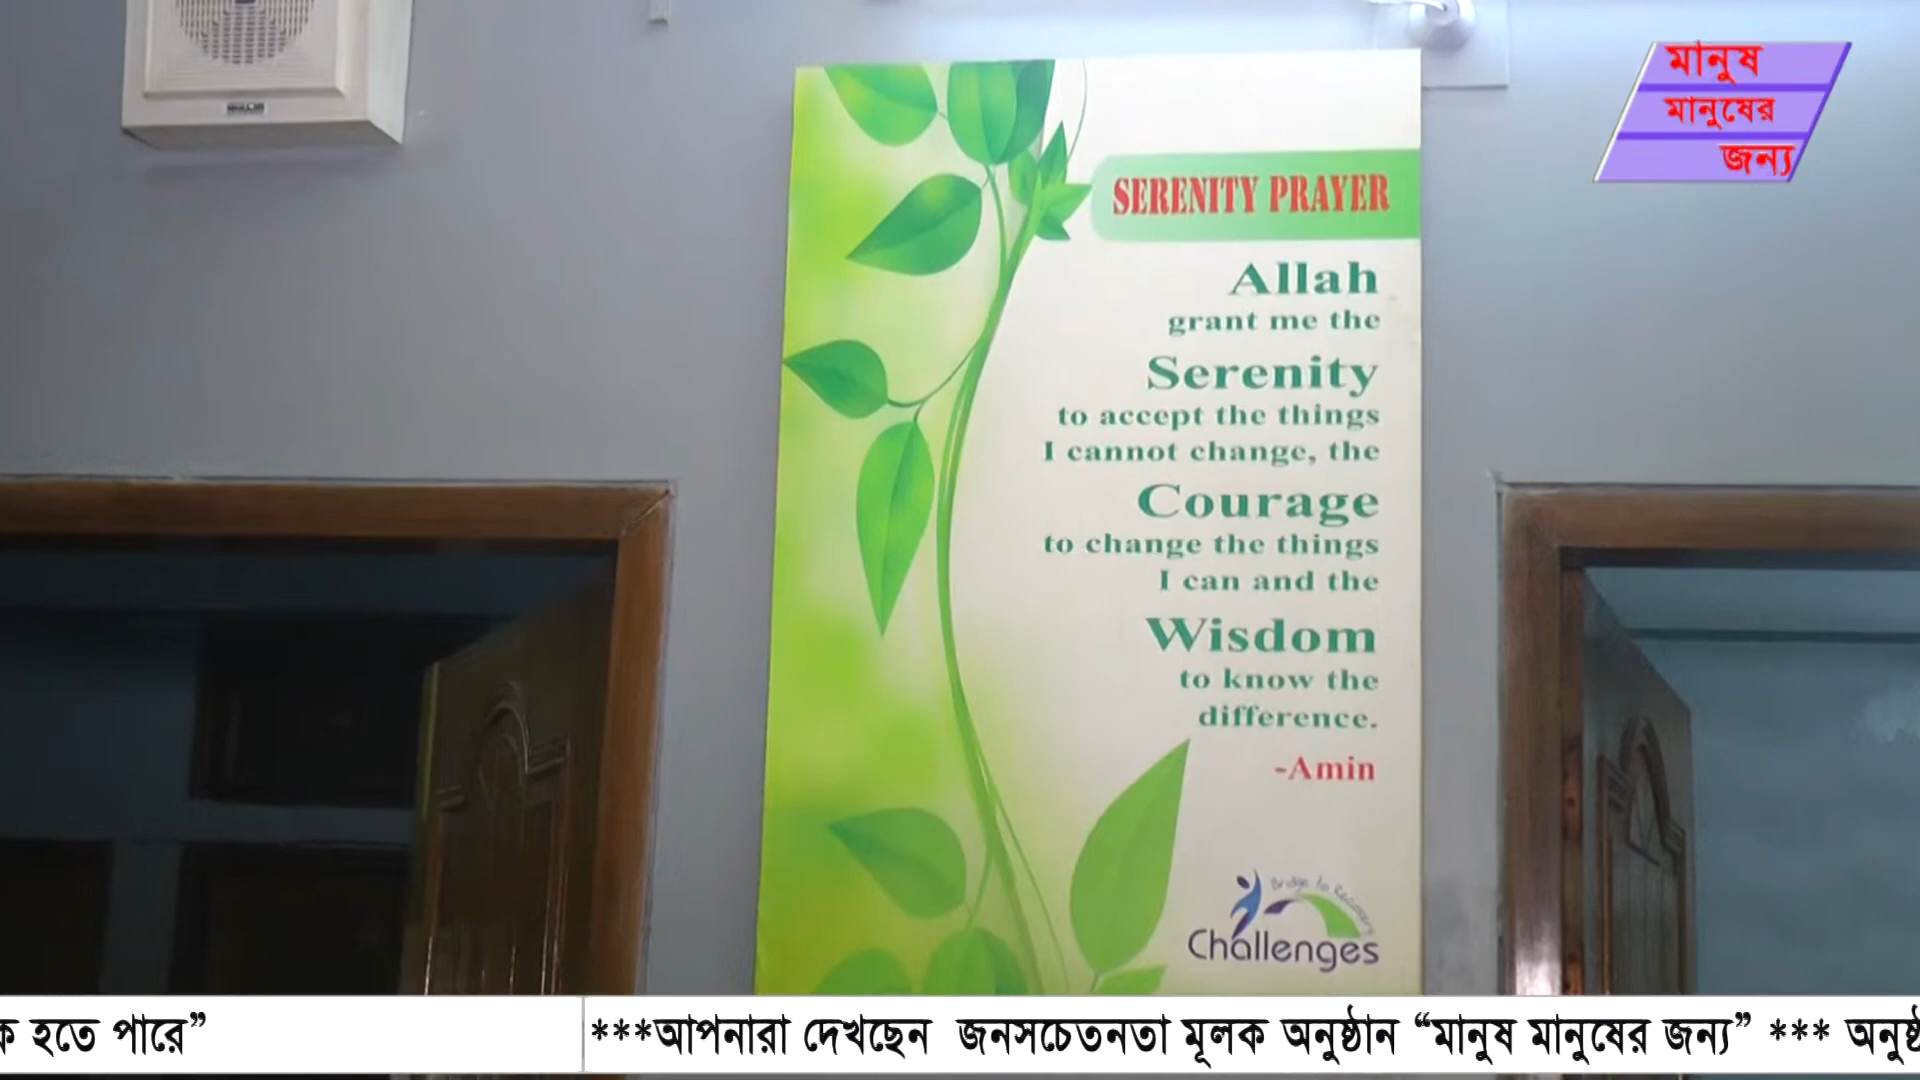 মানুষ
মানুষের
জন্য
SERENITY PRAYER
Allah
grant me the
Serenity
to accept the things
I cannot change, the
Courage
to change the things
I can and the
Wisdom
to know the
difference.
-Amin
Bridge to Recovery
Challenges
হতে পারে”
***আপনারা দেখছেন জনসচেতনতা মূলক অনুষ্ঠান “মানুষ মানুষের জন্য” ***